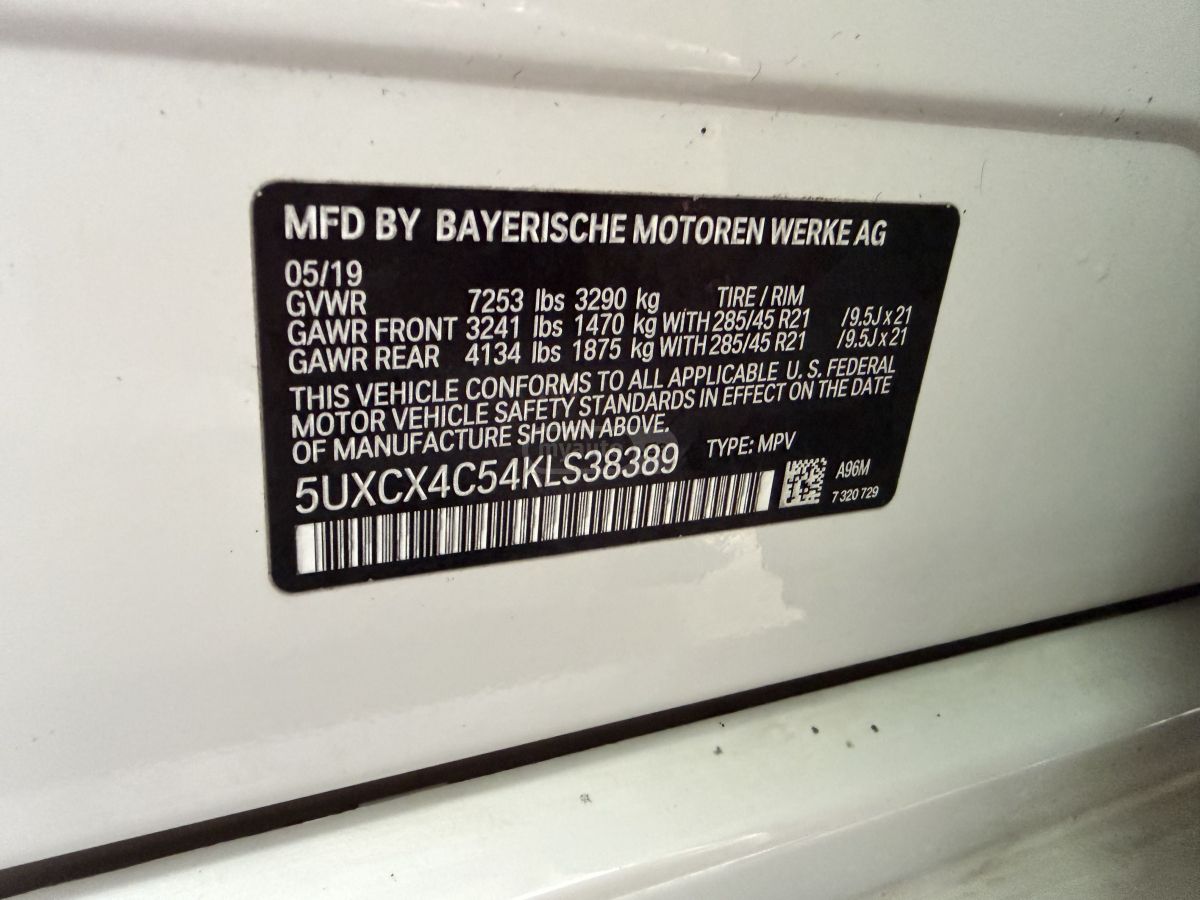 MFD BY BAYERISCHE MOTOREN WERKE AG
05/19
GVWR 7253 lbs 3290 kg TIRE / RIM
GAWR FRONT 3241 lbs 1470 kg WITH 285/45 R21 /9.5J x 21
GAWR REAR 4134 lbs 1875 kg WITH 285/45 R21 /9.5J x 21
THIS VEHICLE CONFORMS TO ALL APPLICABLE U. S. FEDERAL
MOTOR VEHICLE SAFETY STANDARDS IN EFFECT ON THE DATE
OF MANUFACTURE SHOWN ABOVE.
myauto
5UXCX4C54KLS38389 TYPE: MPV
A96M
7 320 729